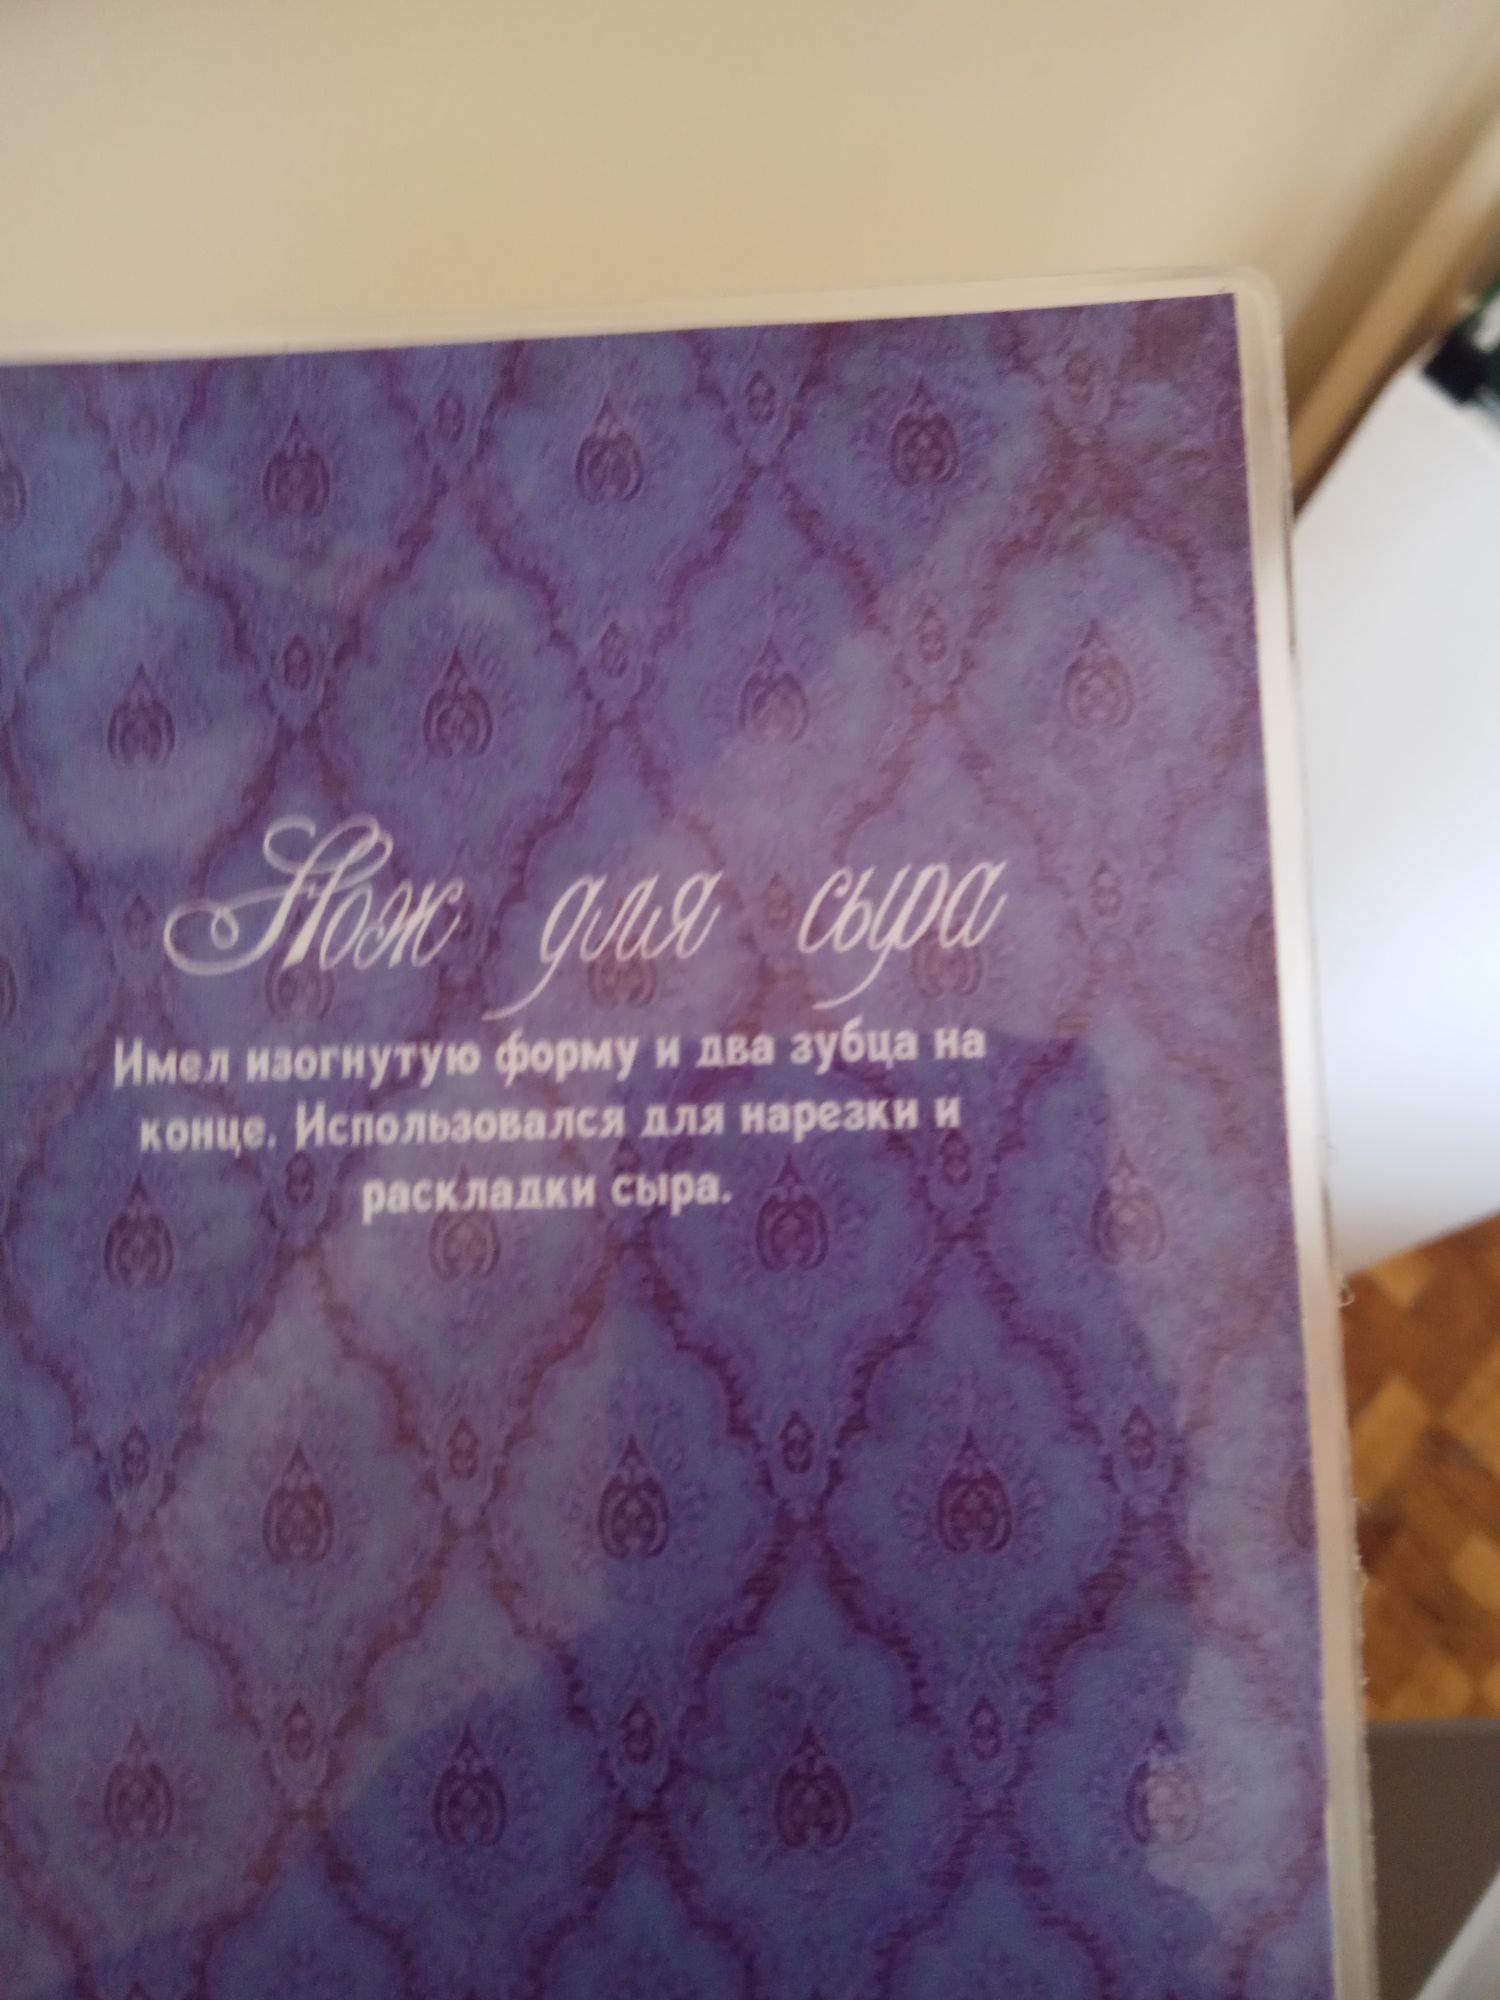 Нож для сыра
Имел изогнутую форму и два зубца на
конце. Использовался для нарезки и
раскладки сыра.